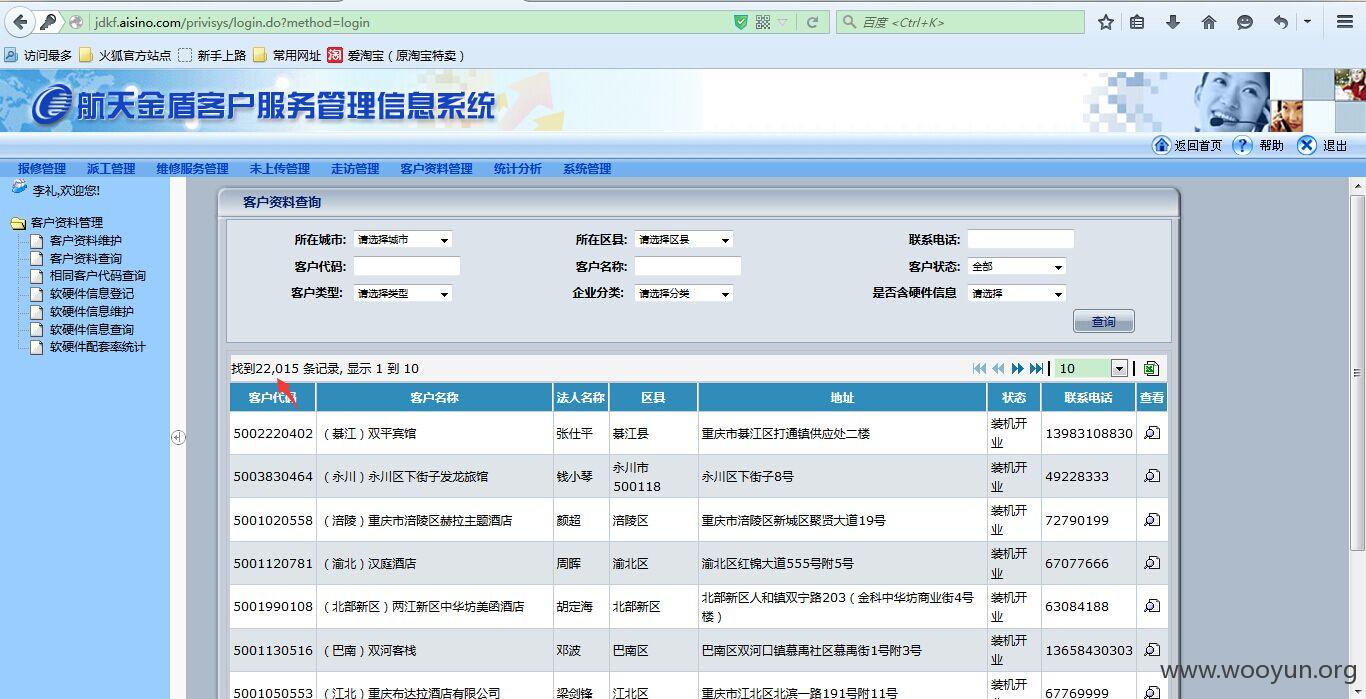 jdkf.aisino.com/privisys/login.do?method=login
百度 <Ctrl+K>
访问最多 火狐官方站点 新手上路 常用网址 淘 爱淘宝（原淘宝特卖）
航天金盾客户服务管理信息系统
返回首页 ? 帮助 退出
报修管理 派工管理 维修服务管理 未上传管理 走访管理 客户资料管理 统计分析 系统管理
李礼,欢迎您!
客户资料管理
客户资料维护
客户资料查询
相同客户代码查询
软硬件信息登记
软硬件信息维护
软硬件信息查询
软硬件配套率统计
客户资料查询
所在城市: 请选择城市 所在区县: 请选择区县 联系电话:
客户代码: 客户名称: 客户状态: 全部
客户类型: 请选择类型 企业分类: 请选择分类 是否含硬件信息 请选择
查询
找到22,015 条记录, 显示 1 到 10 10
客户代码 客户名称 法人名称 区县 地址 状态 联系电话 查看
5002220402 （綦江）双平宾馆 张仕平 綦江县 重庆市綦江区打通镇供应处二楼 装机开业 13983108830
5003830464 （永川）永川区下街子发龙旅馆 钱小琴 永川市500118 永川区下街子8号 装机开业 49228333
5001020558 （涪陵）重庆市涪陵区赫拉主题酒店 颜超 涪陵区 重庆市涪陵区新城区聚贤大道19号 装机开业 72790199
5001120781 （渝北）汉庭酒店 周晖 渝北区 渝北区红锦大道555号附5号 装机开业 67077666
5001990108 （北部新区）两江新区中华坊美函酒店 胡定海 北部新区 北部新区人和镇双宁路203（金科中华坊商业街4号楼） 装机开业 63084188
5001130516 （巴南）双河客栈 邓波 巴南区 巴南区双河口镇慕禹社区慕禹街1号附3号 装机开业 13658430303
5001050553 （江北）重庆布达拉酒店有限公司 梁剑锋 江北区 重庆市江北区北滨一路191号附11号 装机开 67769999
www.wooyun.org